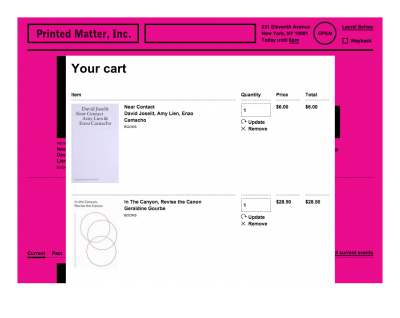 Printed Matter, Inc.
231 Eleventh Avenue
New York, NY 10001
Today until 6pm
OPEN
Wayback
Your cart
Item
Quantity
Price
Total
David Joselit
Near Contact
Amy Lien &
Enzo Camacho
Near Contact
David Joselit, Amy Lien, Enzo
Camacho
BOOKS
1
$6.00
$6.00
Update
Remove
In the Canyon,
Revise the Canon
In The Canyon, Revise the Canon
Geraldine Gourbe
BOOKS
1
$28.50
$28.50
Update
Remove
Near
Current
Past
current events